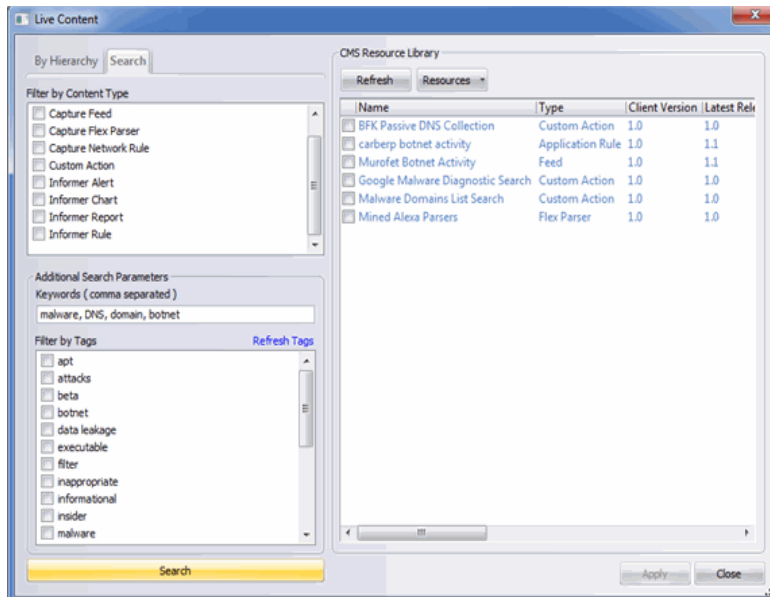 Live Content
By Hierarchy Search
Filter by Content Type
Capture Feed
Capture Flex Parser
Capture Network Rule
Custom Action
Informer Alert
Informer Chart
Informer Report
Informer Rule
Additional Search Parameters
Keywords ( comma separated )
malware, DNS, domain, botnet
Filter by Tags Refresh Tags
apt
attacks
beta
botnet
data leakage
executable
filter
inappropriate
informational
insider
malware
Search
CMS Resource Library
Refresh Resources
Name Type Client Version Latest Rele
BFK Passive DNS Collection Custom Action 1.0 1.0
carberp botnet activity Application Rule 1.0 1.1
Murofet Botnet Activity Feed 1.0 1.1
Google Malware Diagnostic Search Custom Action 1.0 1.0
Malware Domains List Search Custom Action 1.0 1.0
Mined Alexa Parsers Flex Parser 1.0 1.0
Apply Close